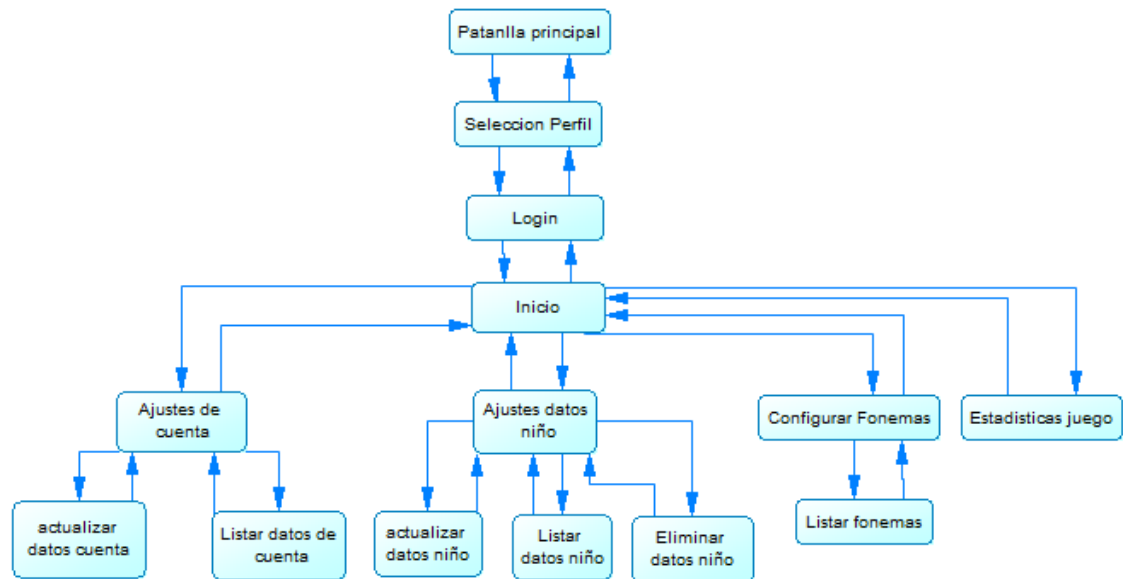 Patanlla principal
Seleccion Perfil
Login
Inicio
Ajustes de
cuenta
Ajustes datos
niño
Configurar Fonemas
Estadisticas juego
actualizar
datos cuenta
Listar datos de
cuenta
actualizar
datos niño
Listar
datos niño
Eliminar
datos niño
Listar fonemas